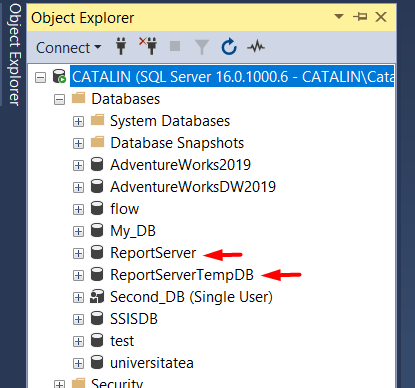 Object Explorer
Object Explorer
Connect
CATALIN (SQL Server 16.0.1000.6 - CATALIN\Cata
Databases
System Databases
Database Snapshots
AdventureWorks2019
AdventureWorksDW2019
flow
My_DB
ReportServer
ReportServerTempDB
Second_DB (Single User)
SSISDB
test
universitatea
Security